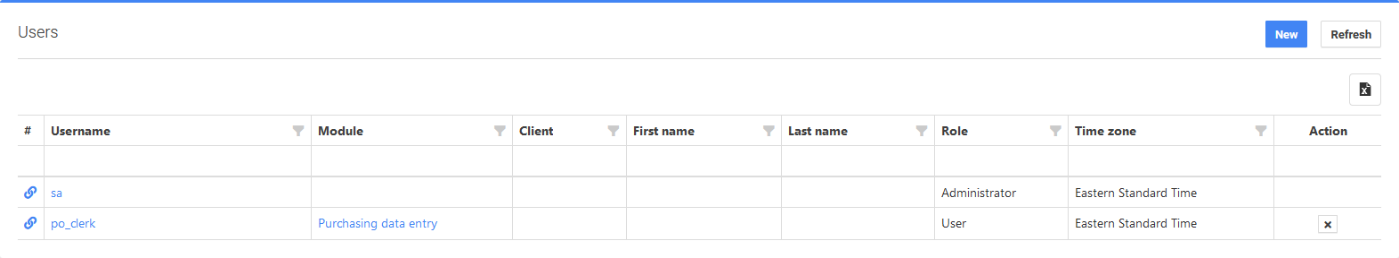 Users
New
Refresh
# Username Module Client First name Last name Role Time zone Action
sa Administrator Eastern Standard Time
po_clerk Purchasing data entry User Eastern Standard Time